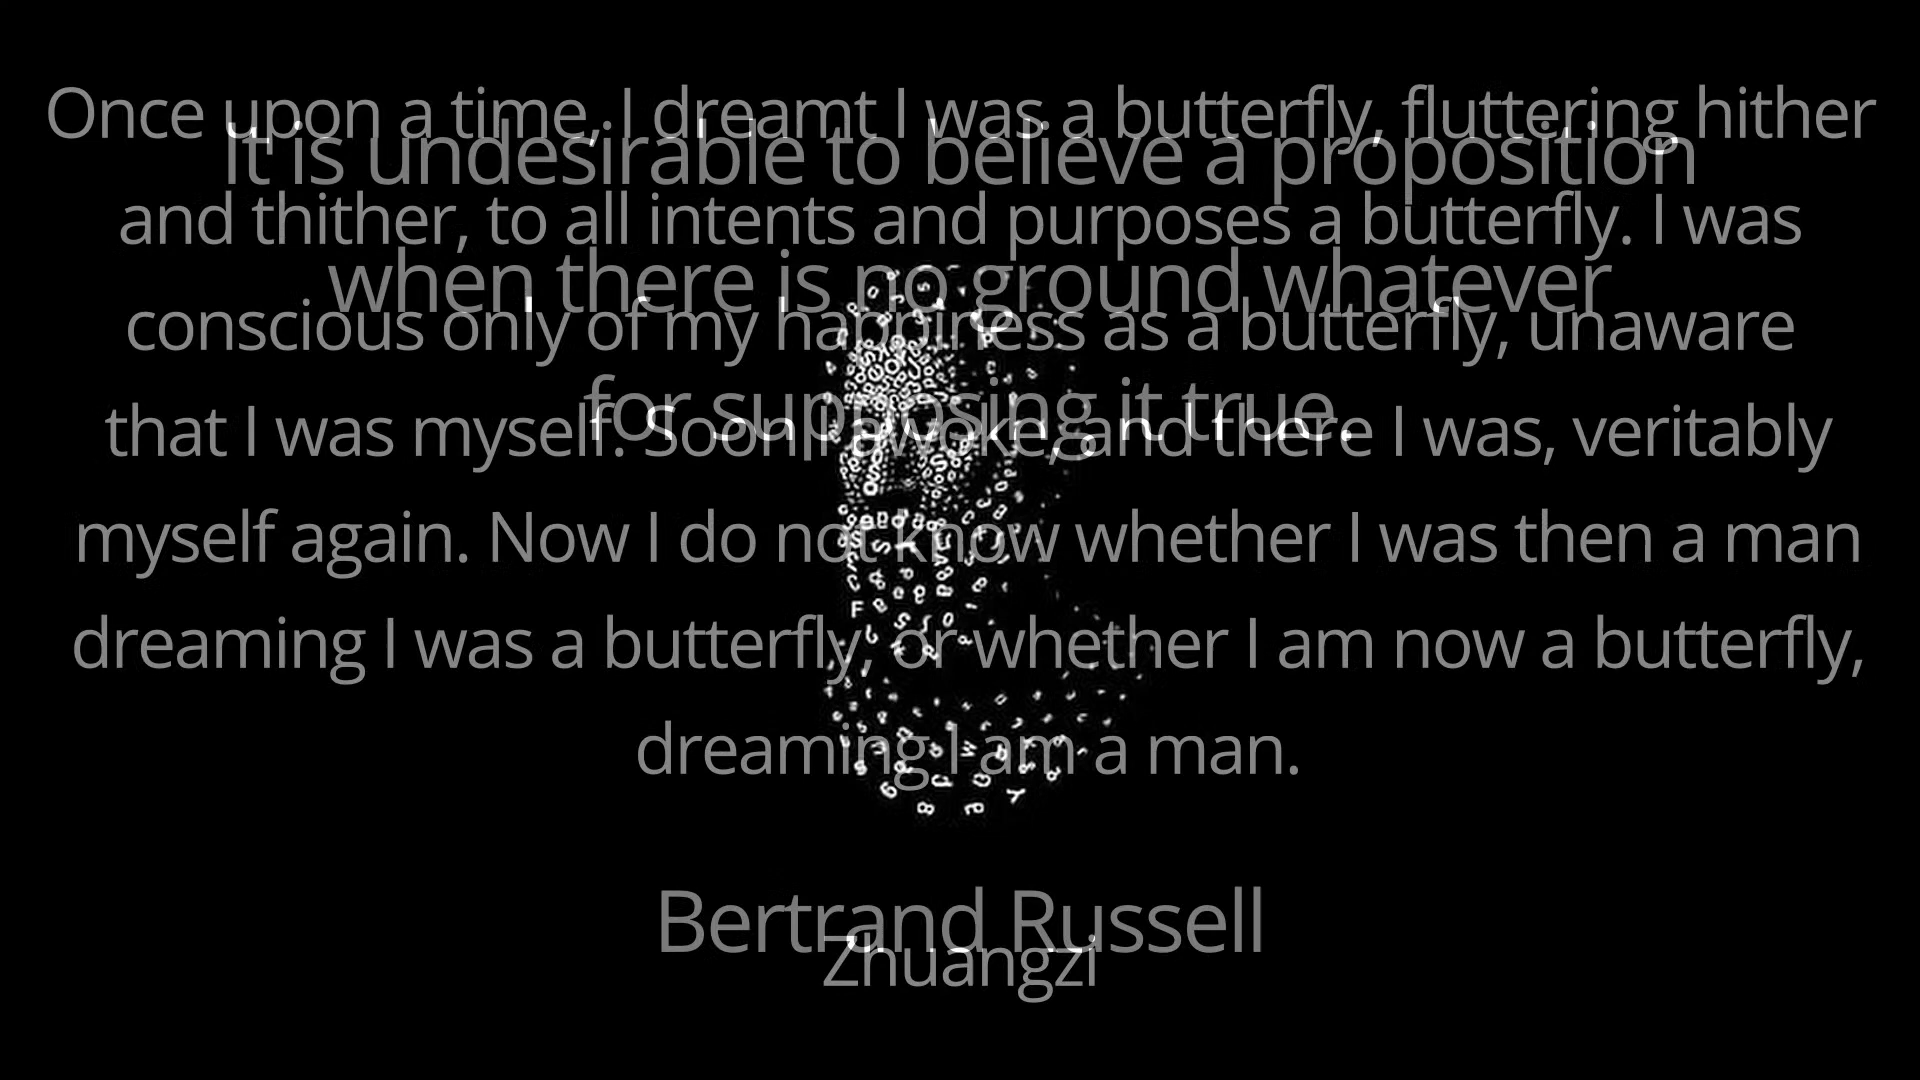 Once upon a time, I dreamt I was a butterfly, fluttering hither
and thither, to all intents and purposes a butterfly. I was
conscious only of my happiness as a butterfly, unaware
that I was myself. Soon I awoke, and there I was, veritably
myself again. Now I do not know whether I was then a man
dreaming I was a butterfly, or whether I am now a butterfly,
dreaming I am a man.
Zhuangzi
It is undesirable to believe a proposition
when there is no ground whatever
for supposing it true.
Bertrand Russell